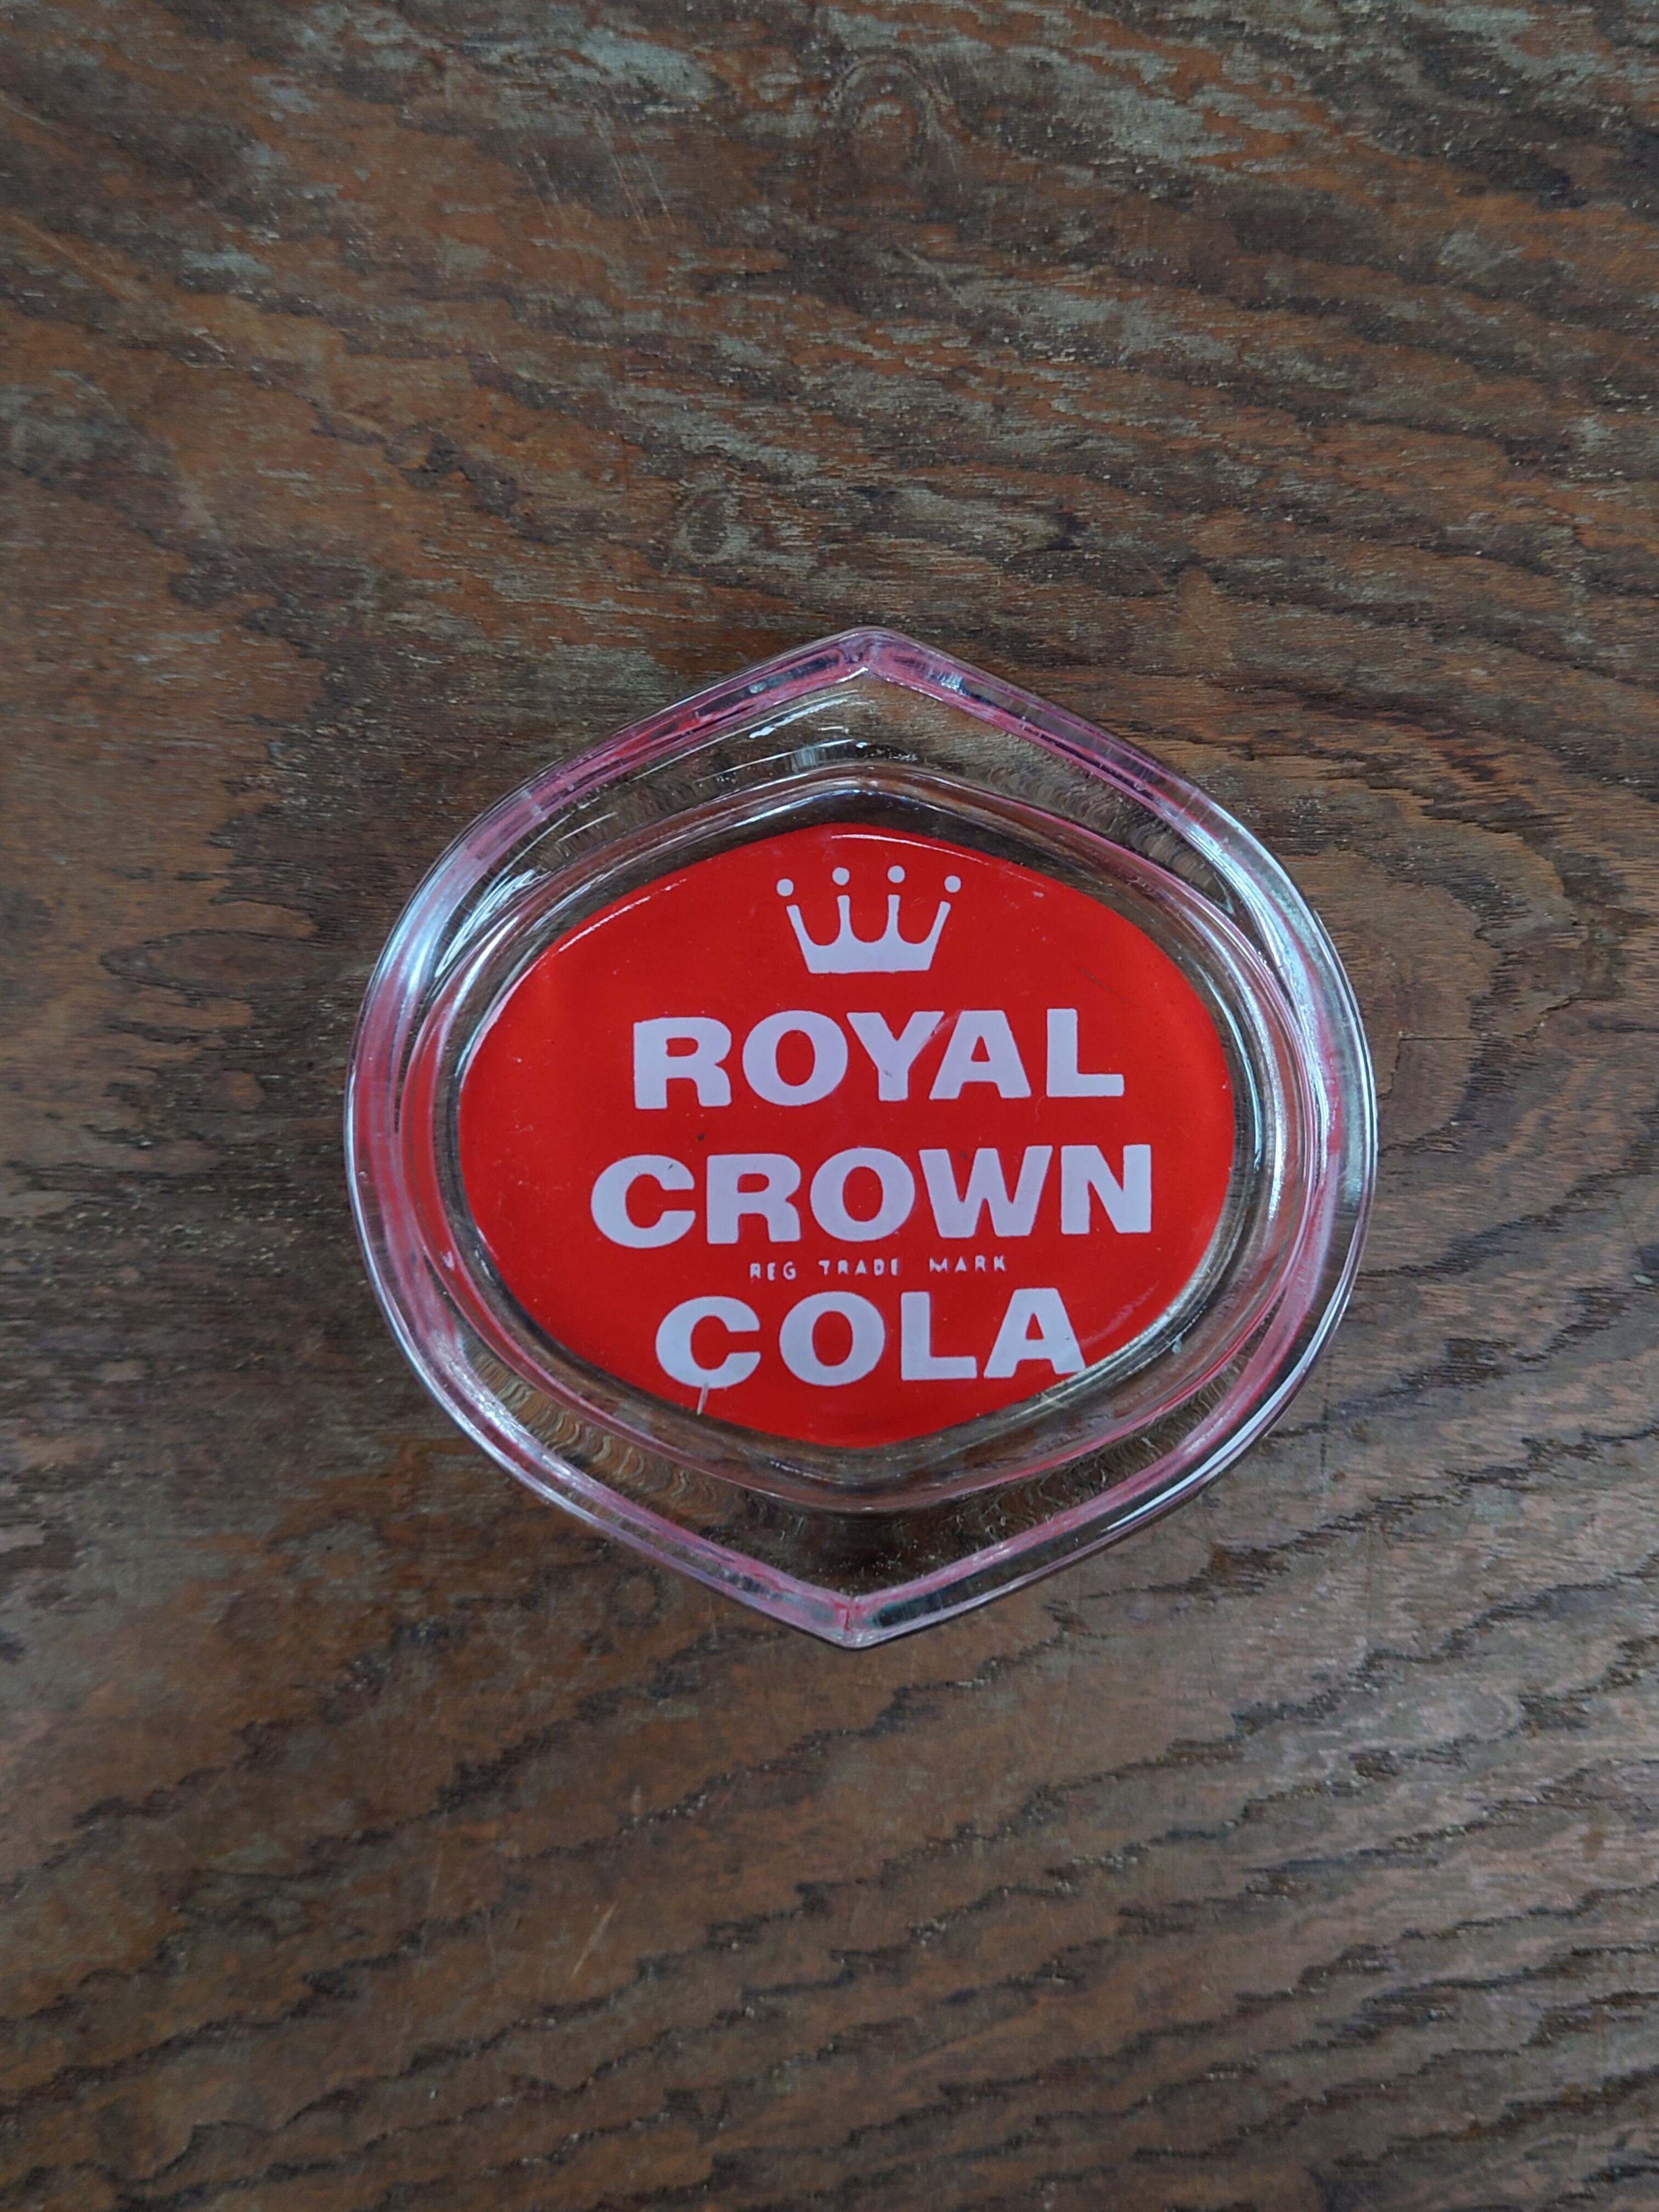 ROYAL
CROWN
REG TRADE MARK
COLA